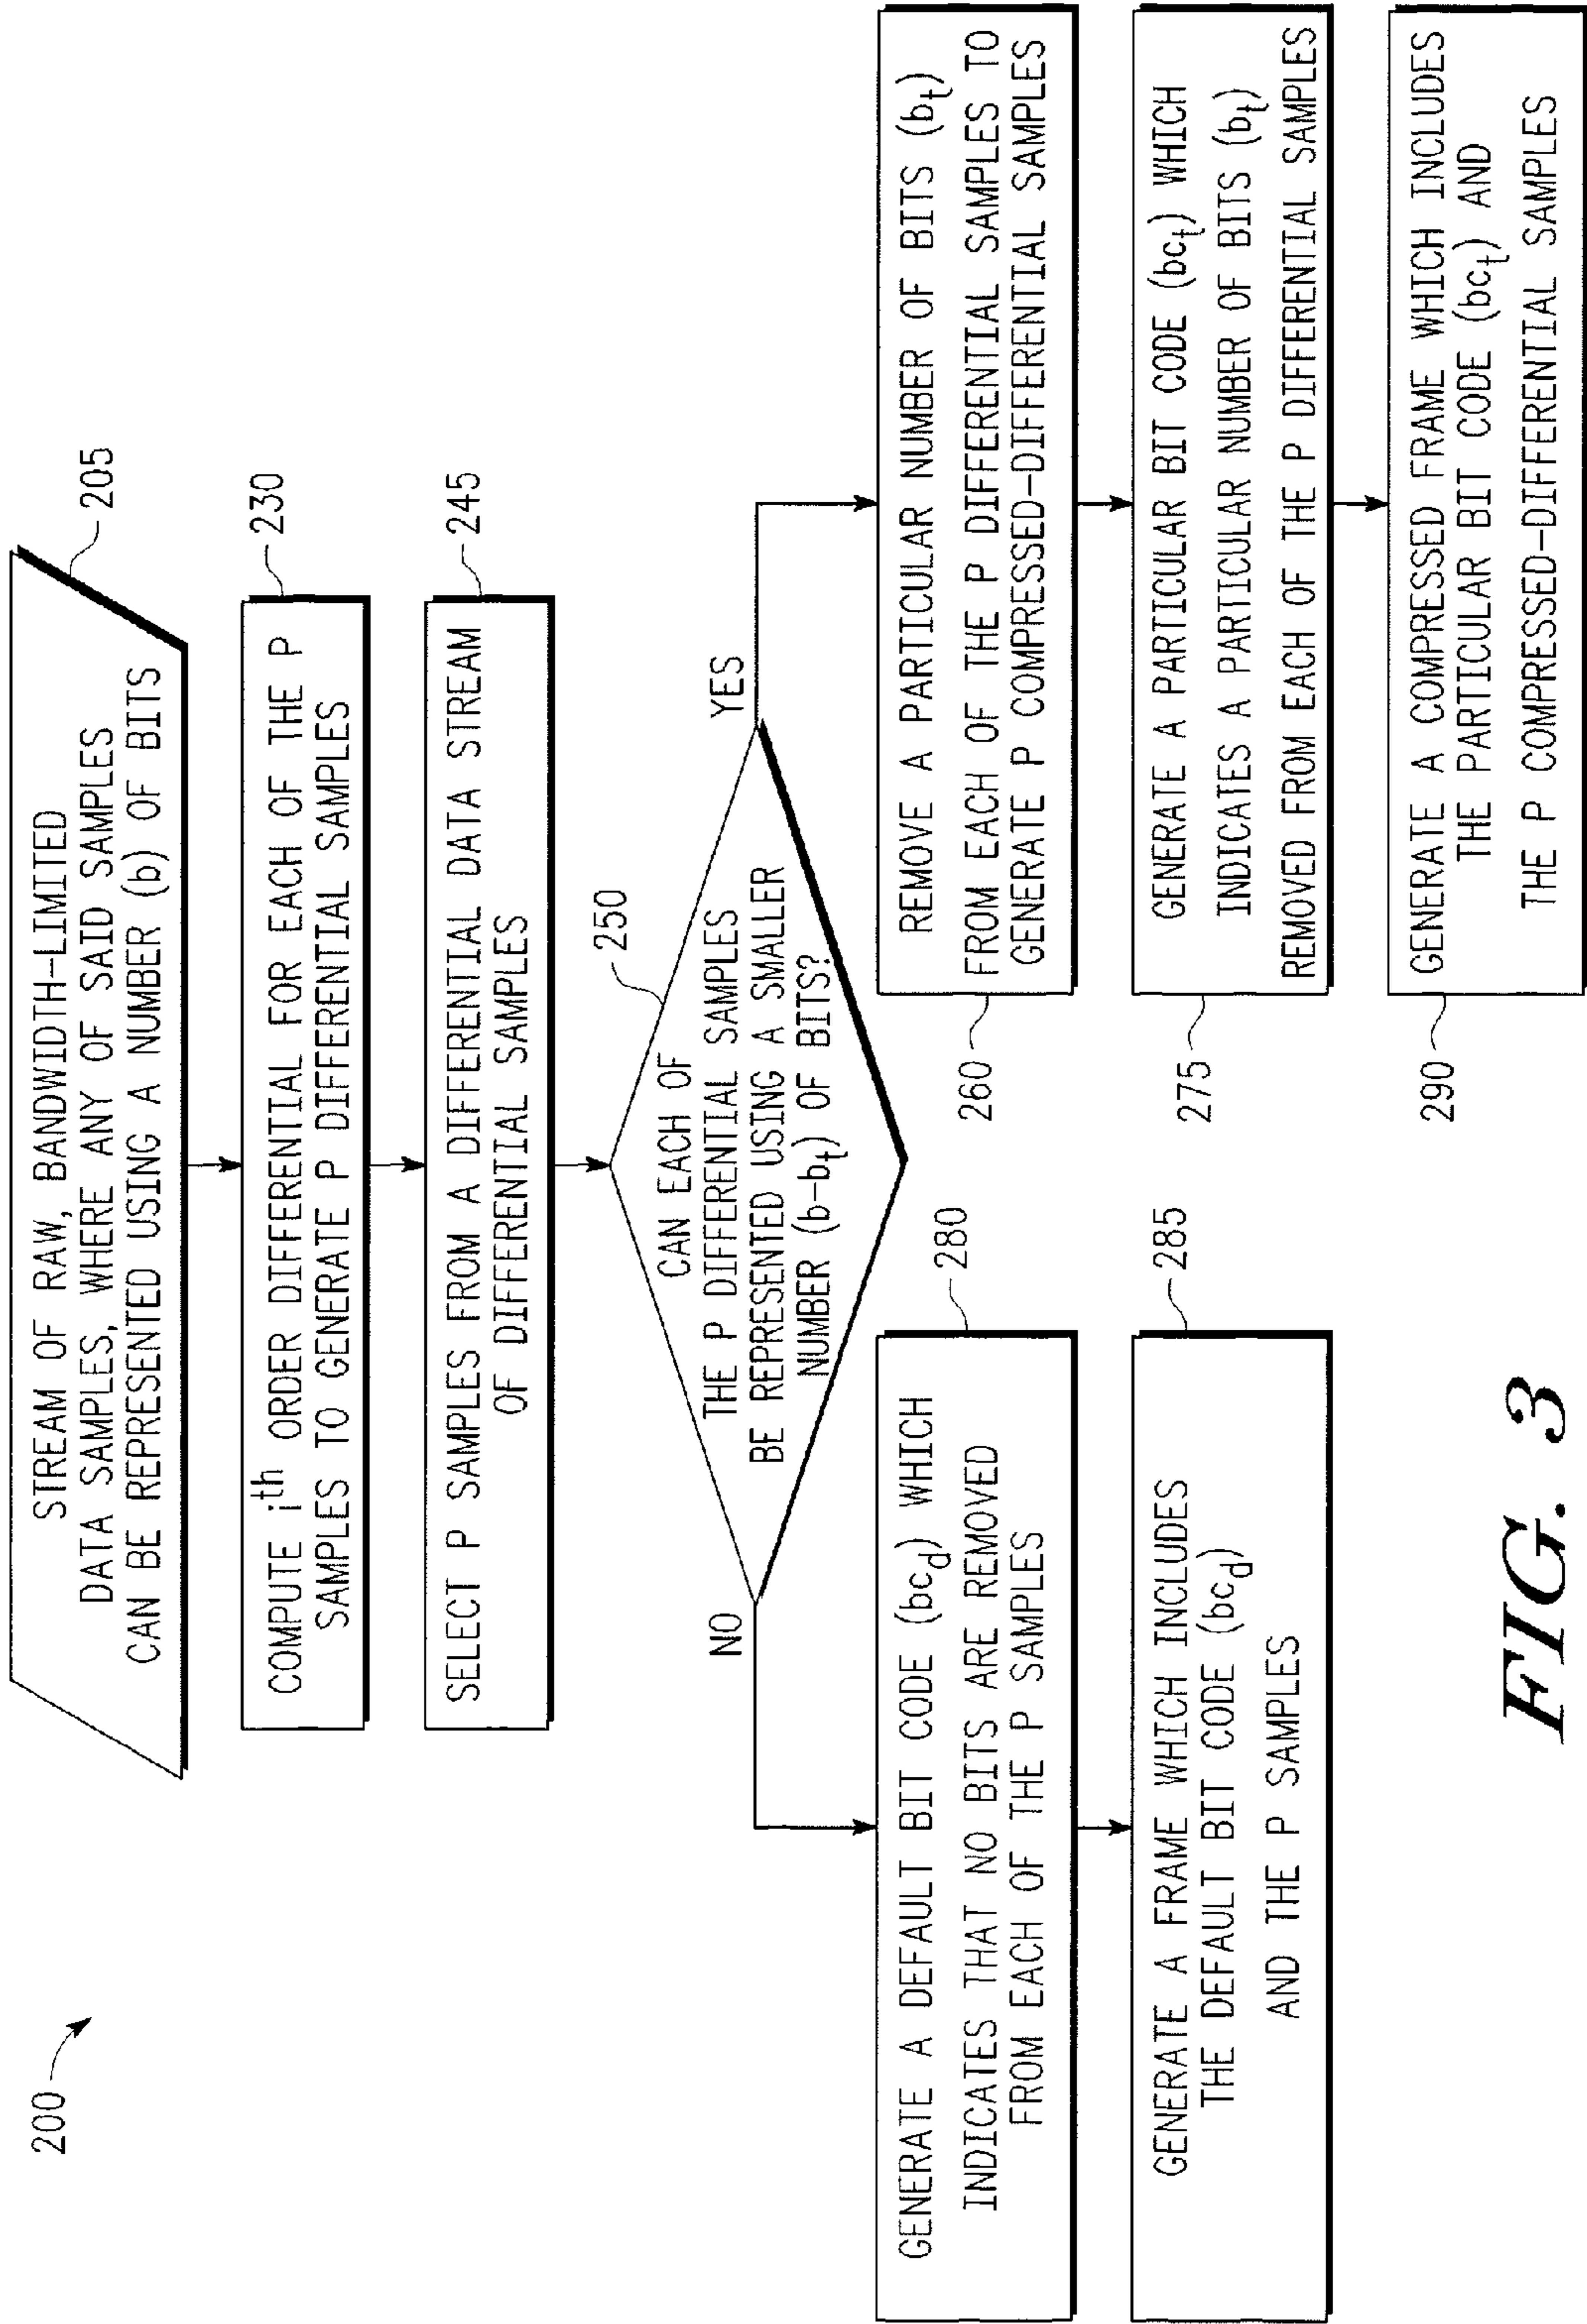 200
STREAM OF RAW, BANDWIDTH-LIMITED
DATA SAMPLES, WHERE ANY OF SAID SAMPLES
CAN BE REPRESENTED USING A NUMBER (b) OF BITS
205
COMPUTE iᵗʰ ORDER DIFFERENTIAL FOR EACH OF THE P
SAMPLES TO GENERATE P DIFFERENTIAL SAMPLES
230
SELECT P SAMPLES FROM A DIFFERENTIAL DATA STREAM
OF DIFFERENTIAL SAMPLES
245
CAN EACH OF
THE P DIFFERENTIAL SAMPLES
BE REPRESENTED USING A SMALLER
NUMBER (b-bₜ) OF BITS?
250
NO
YES
GENERATE A DEFAULT BIT CODE (bc_d) WHICH
INDICATES THAT NO BITS ARE REMOVED
FROM EACH OF THE P SAMPLES
280
GENERATE A FRAME WHICH INCLUDES
THE DEFAULT BIT CODE (bc_d)
AND THE P SAMPLES
285
REMOVE A PARTICULAR NUMBER OF BITS (bₜ)
FROM EACH OF THE P DIFFERENTIAL SAMPLES TO
GENERATE P COMPRESSED-DIFFERENTIAL SAMPLES
260
GENERATE A PARTICULAR BIT CODE (bcₜ) WHICH
INDICATES A PARTICULAR NUMBER OF BITS (bₜ)
REMOVED FROM EACH OF THE P DIFFERENTIAL SAMPLES
275
GENERATE A COMPRESSED FRAME WHICH INCLUDES
THE PARTICULAR BIT CODE (bcₜ) AND
THE P COMPRESSED-DIFFERENTIAL SAMPLES
290
FIG. 3